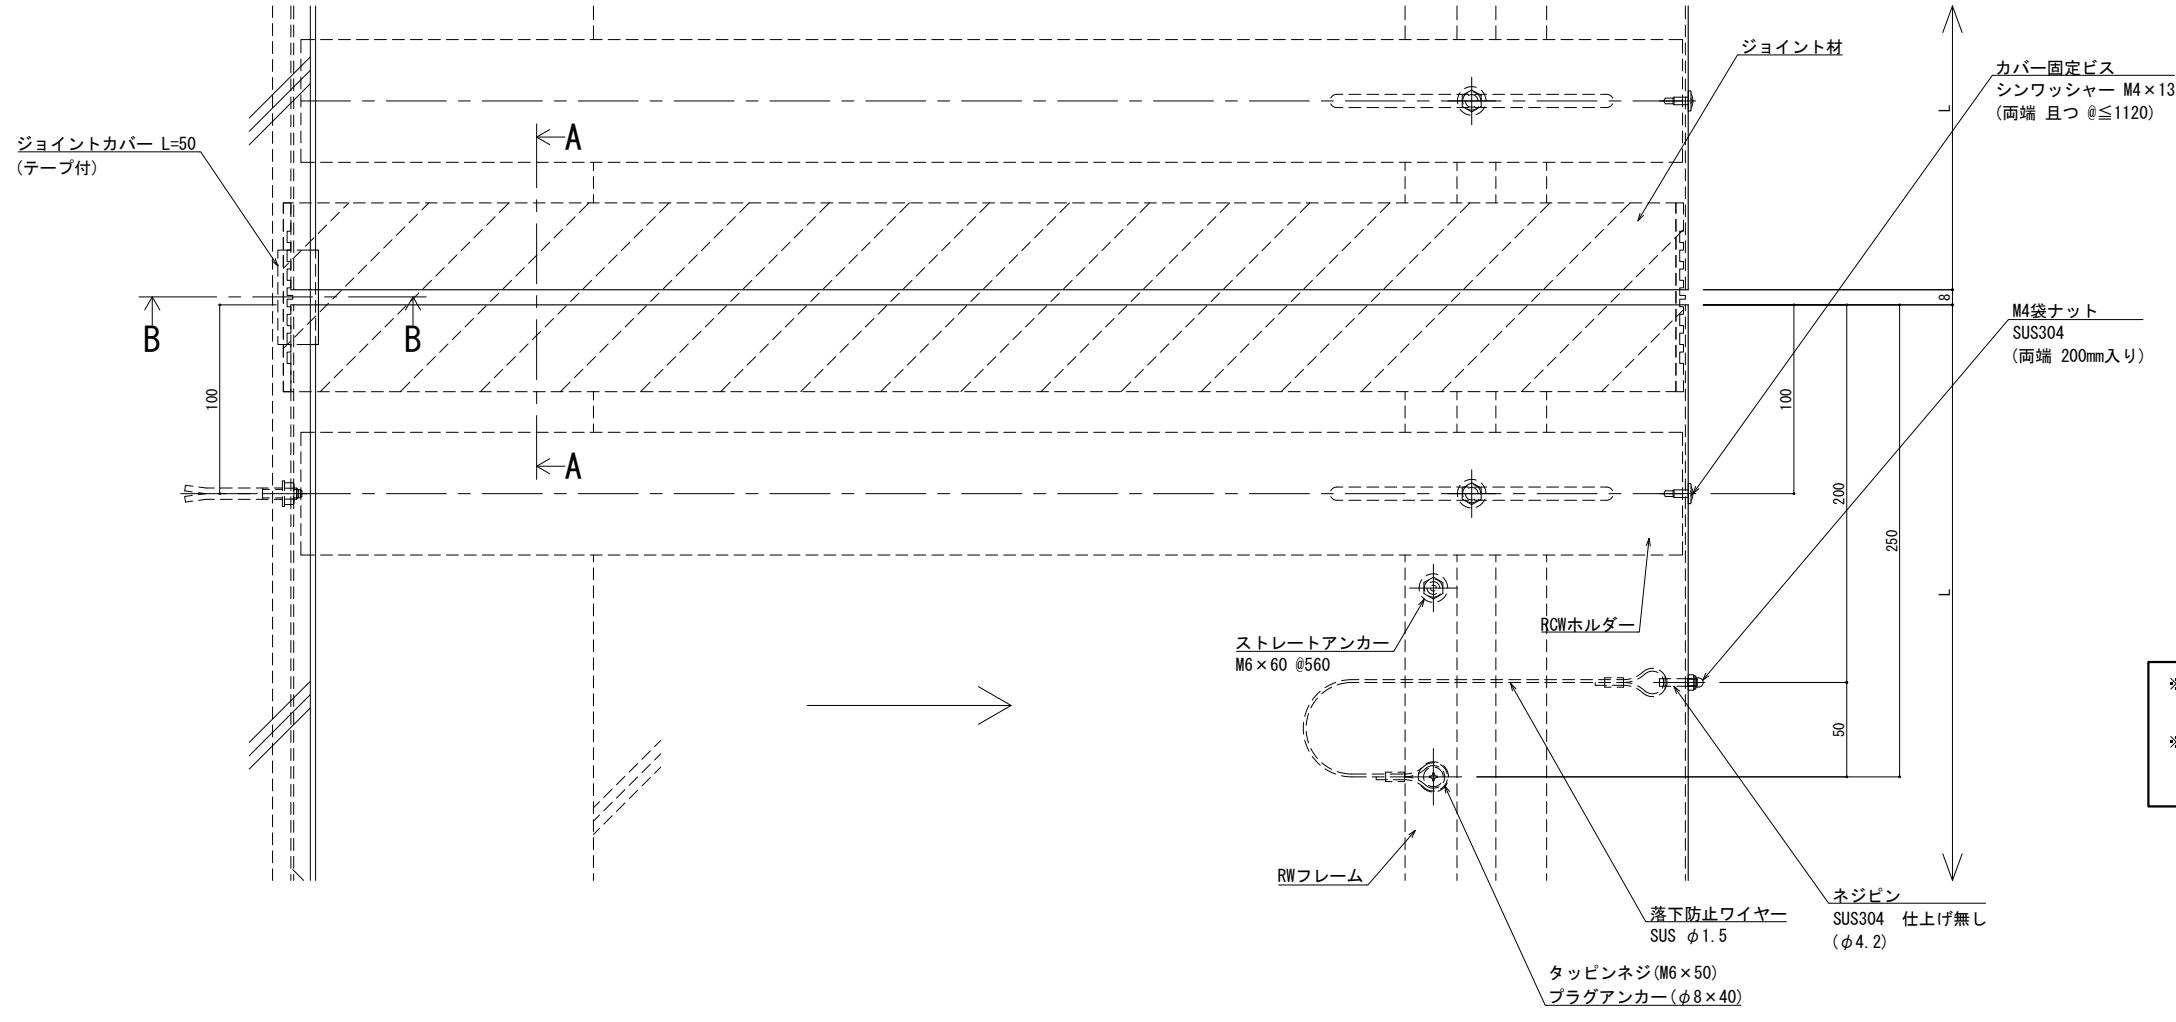 ジョイント材
カバー固定ビス
シンワッシャー M4×13
(両端 且つ @≦1120)
L
A
ジョイントカバー L=50
(テープ付)
B
B
8
M4袋ナット
SUS304
(両端 200mm入り)
100
100
A
200
250
L
RCWホルダー
ストレートアンカー
M6×60 @560
50
※
※
RWフレーム
ネジピン
SUS304 仕上げ無し
(φ4.2)
落下防止ワイヤー
SUS φ1.5
タッピンネジ(M6×50)
プラグアンカー(φ8×40)